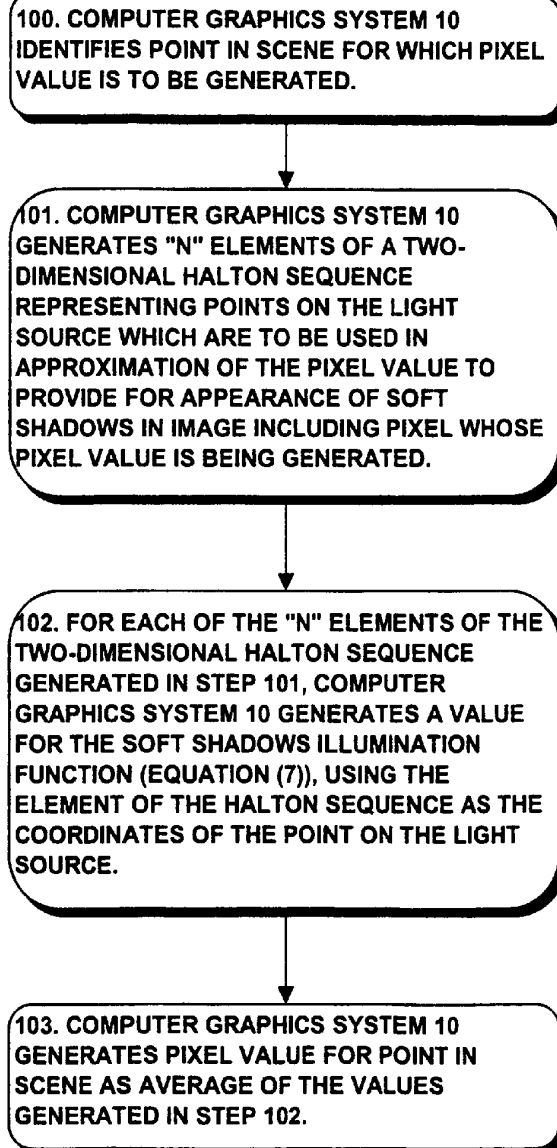 100. COMPUTER GRAPHICS SYSTEM 10
IDENTIFIES POINT IN SCENE FOR WHICH PIXEL
VALUE IS TO BE GENERATED.
101. COMPUTER GRAPHICS SYSTEM 10
GENERATES "N" ELEMENTS OF A TWO-
DIMENSIONAL HALTON SEQUENCE
REPRESENTING POINTS ON THE LIGHT
SOURCE WHICH ARE TO BE USED IN
APPROXIMATION OF THE PIXEL VALUE TO
PROVIDE FOR APPEARANCE OF SOFT
SHADOWS IN IMAGE INCLUDING PIXEL WHOSE
PIXEL VALUE IS BEING GENERATED.
102. FOR EACH OF THE "N" ELEMENTS OF THE
TWO-DIMENSIONAL HALTON SEQUENCE
GENERATED IN STEP 101, COMPUTER
GRAPHICS SYSTEM 10 GENERATES A VALUE
FOR THE SOFT SHADOWS ILLUMINATION
FUNCTION (EQUATION (7)), USING THE
ELEMENT OF THE HALTON SEQUENCE AS THE
COORDINATES OF THE POINT ON THE LIGHT
SOURCE.
103. COMPUTER GRAPHICS SYSTEM 10
GENERATES PIXEL VALUE FOR POINT IN
SCENE AS AVERAGE OF THE VALUES
GENERATED IN STEP 102.